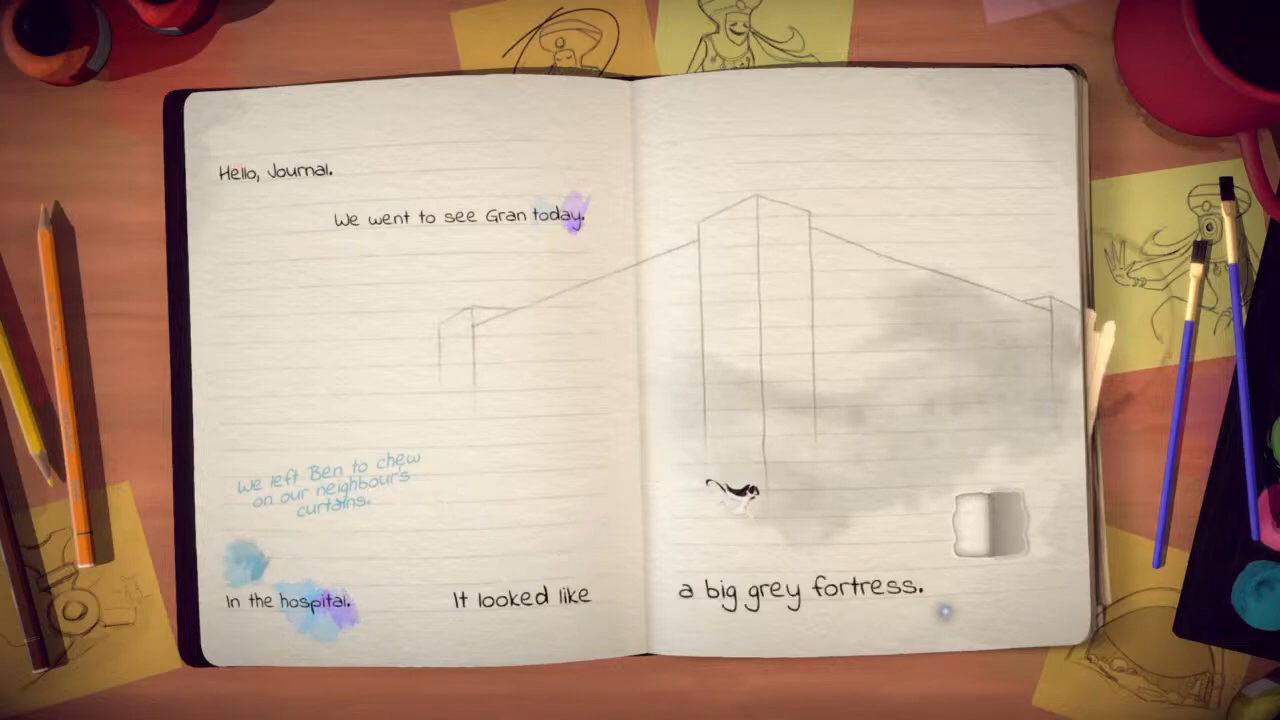 Hello, Journal.
We went to see Gran today.
We left Ben to chew
on our neighbour's
curtains.
In the hospital.
It looked like
a big grey fortress.